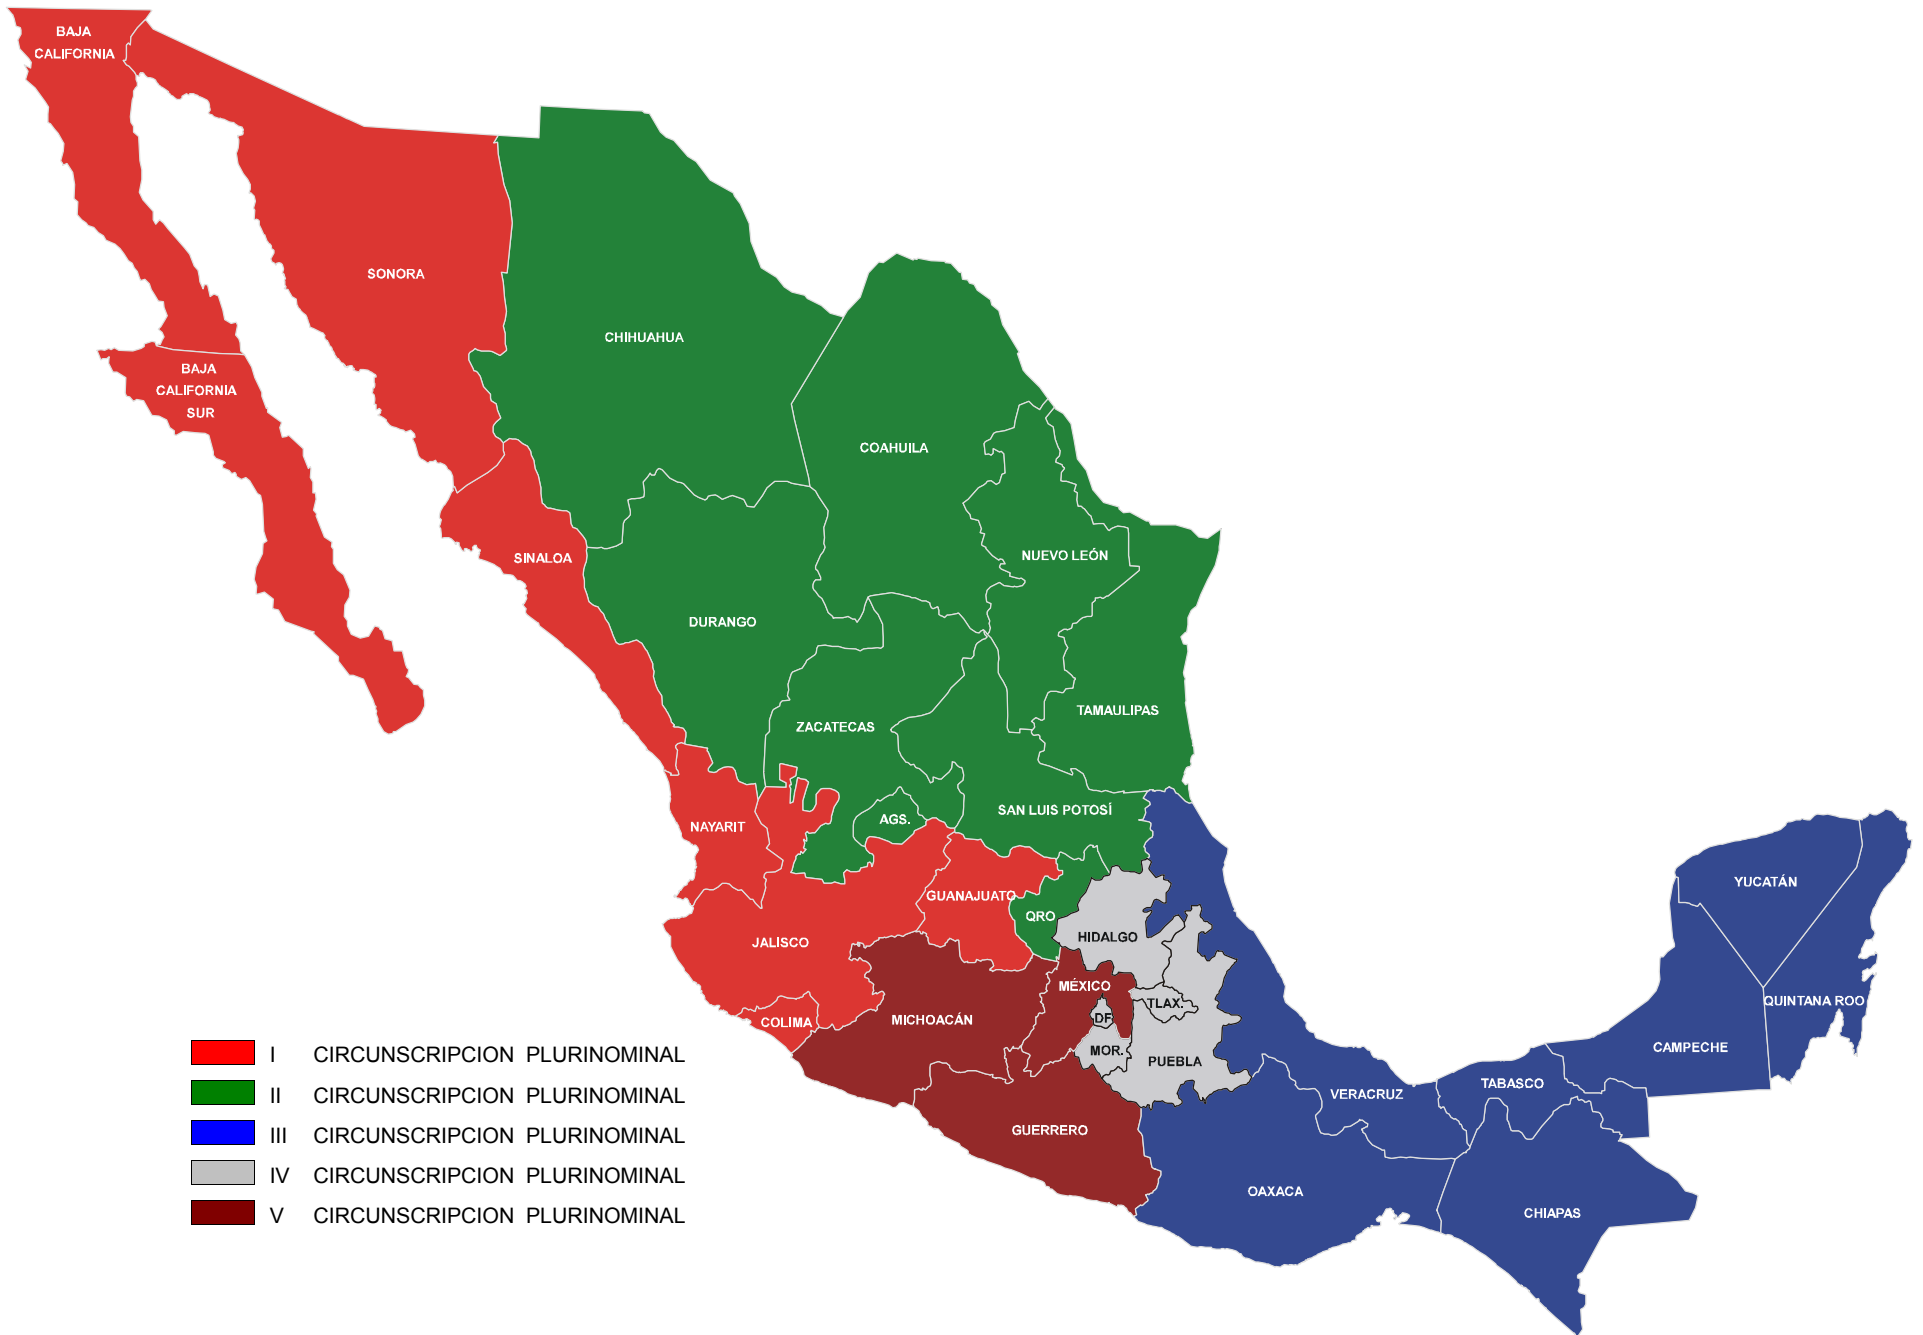 BAJA
CALIFORNIA
SONORA
CHIHUAHUA
BAJA
CALIFORNIA
SUR
COAHUILA
SINALOA
NUEVO LEÓN
DURANGO
TAMAULIPAS
ZACATECAS
SAN LUIS POTOSÍ
AGS.
NAYARIT
YUCATÁN
GUANAJUATO
QRO
HIDALGO
JALISCO
MÉXICO
TLAX.
QUINTANA ROO
DF
COLIMA
MICHOACÁN
MOR.
PUEBLA
CAMPECHE
TABASCO
VERACRUZ
GUERRERO
OAXACA
CHIAPAS
I CIRCUNSCRIPCION PLURINOMINAL
II CIRCUNSCRIPCION PLURINOMINAL
III CIRCUNSCRIPCION PLURINOMINAL
IV CIRCUNSCRIPCION PLURINOMINAL
V CIRCUNSCRIPCION PLURINOMINAL